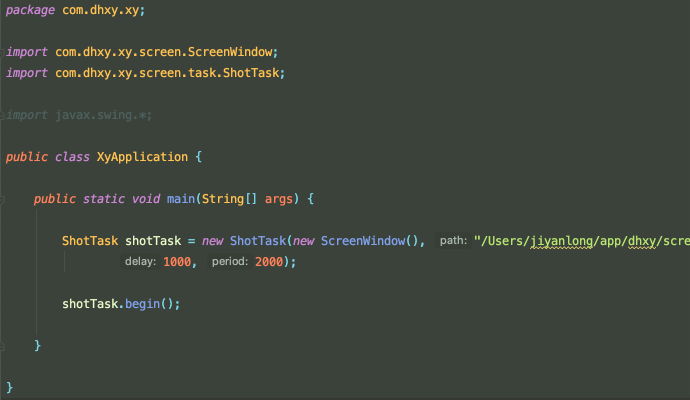 package com.dhxy.xy;
import com.dhxy.xy.screen.ScreenWindow;
import com.dhxy.xy.screen.task.ShotTask;
import javax.swing.*;
public class XyApplication {
public static void main(String[] args) {
ShotTask shotTask = new ShotTask(new ScreenWindow(), path: "/Users/jiyanlong/app/dhxy/scre
delay: 1000, period: 2000);
shotTask.begin();
}
}